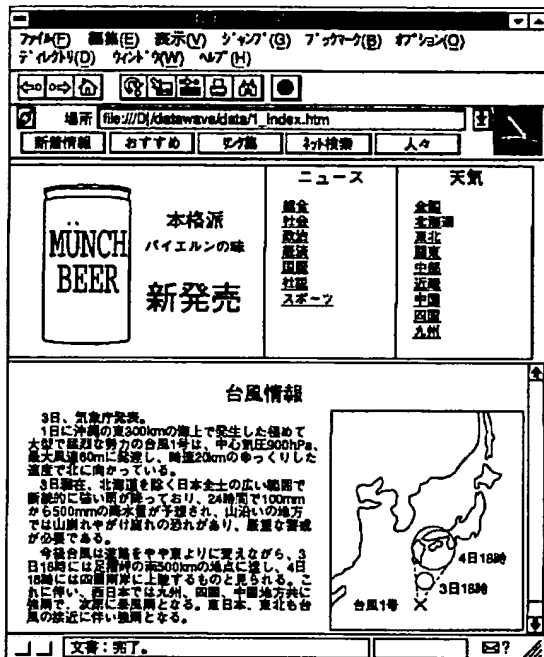 ファイル(F) 編集(E) 表示(V) ジャンプ(G) ブックマーク(B) オプション(O)
ディレクトリ(D) ウィンドウ(W) ヘルプ(H)
場所 file:///D|/datawave/data/1_index.htm
新着情報 おすすめ リンク集 ネット検索 人々
MÜNCH
BEER
本格派
バイエルンの味
新発売
ニュース
総合
社会
政治
経済
国際
社説
スポーツ
天気
全国
北海道
東北
関東
中部
近畿
中国
四国
九州
台風情報
3日、気象庁発表。
1日に沖縄の東300kmの海上で発生した極めて
大型で猛烈な勢力の台風1号は、中心気圧900hPa、
最大風速60mに発達し、時速20kmのゆっくりした
速度で北に向かっている。
3日現在、北海道を除く日本全土の広い範囲で
断続的に強い雨が降っており、24時間で100mm
から500mmの降水量が予想され、山沿いの地方
では山崩れやがけ崩れの恐れがあり、厳重な警戒
が必要である。
今後台風は進路をやや東よりに変えながら、3
日18時には足摺岬の南500kmの地点に達し、4日
18時には四国南岸に上陸するものと見られる。こ
れに伴い、西日本では九州、四国、中国地方共に
強雨で、次第に暴風雨となる。東日本、東北も台
風の接近に伴い強雨となる。
4日18時
3日18時
台風1号
文書：完了。
?